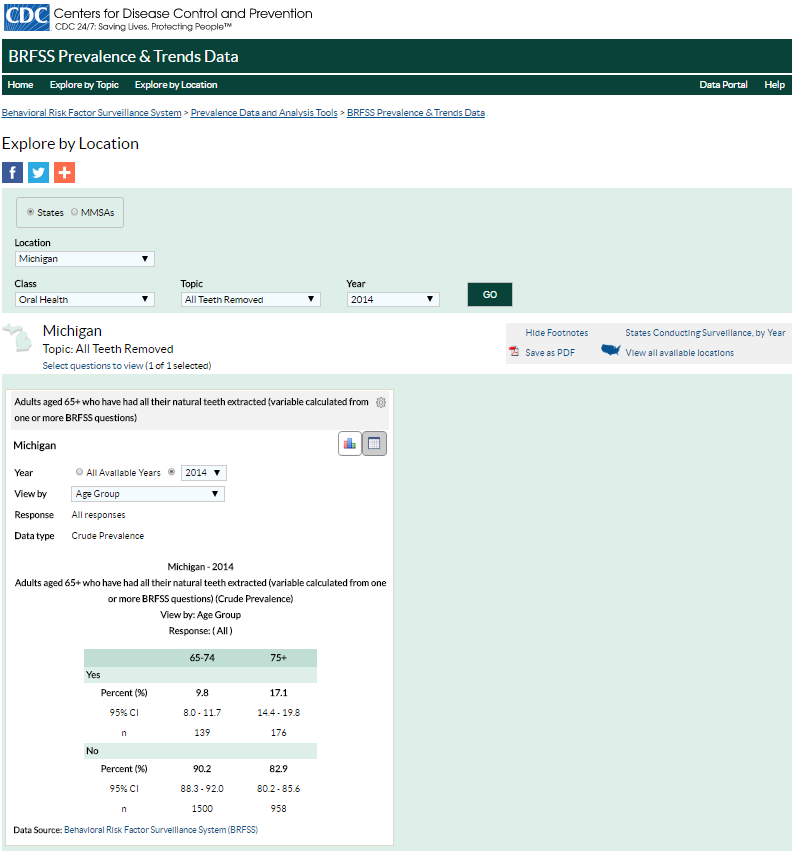 CDC Centers for Disease Control and Prevention
CDC 24/7: Saving Lives, Protecting People™
BRFSS Prevalence & Trends Data
Home Explore by Topic Explore by Location Data Portal Help
Behavioral Risk Factor Surveillance System > Prevalence Data and Analysis Tools > BRFSS Prevalence & Trends Data
Explore by Location
States MMSAs
Location
Michigan
Class Topic Year
Oral Health All Teeth Removed 2014 GO
Michigan
Topic: All Teeth Removed
Select questions to view (1 of 1 selected)
Hide Footnotes States Conducting Surveillance, by Year
Save as PDF View all available locations
Adults aged 65+ who have had all their natural teeth extracted (variable calculated from
one or more BRFSS questions)
Michigan
Year All Available Years 2014
View by Age Group
Response All responses
Data type Crude Prevalence
Michigan - 2014
Adults aged 65+ who have had all their natural teeth extracted (variable calculated from one
or more BRFSS questions) (Crude Prevalence)
View by: Age Group
Response: ( All )
65-74 75+
Yes
Percent (%) 9.8 17.1
95% CI 8.0 - 11.7 14.4 - 19.8
n 139 176
No
Percent (%) 90.2 82.9
95% CI 88.3 - 92.0 80.2 - 85.6
n 1500 958
Data Source: Behavioral Risk Factor Surveillance System (BRFSS)